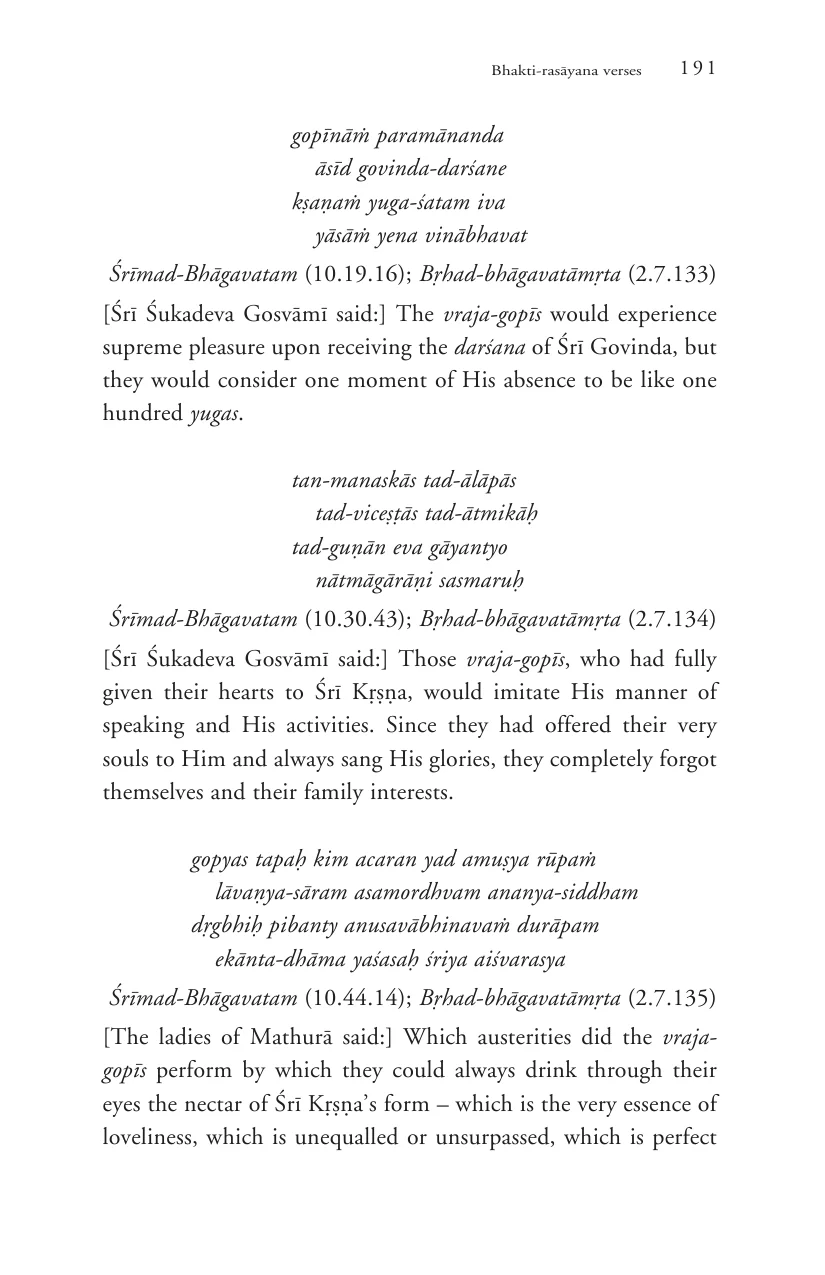 Bhakti-rasāyana verses 191
gopīnāṁ paramānanda
āsīd govinda-darśane
kṣaṇaṁ yuga-śatam iva
yāsāṁ yena vinābhavat
Śrīmad-Bhāgavatam (10.19.16); Bṛhad-bhāgavatāmṛta (2.7.133)
[Śrī Śukadeva Gosvāmī said:] The vraja-gopīs would experience
supreme pleasure upon receiving the darśana of Śrī Govinda, but
they would consider one moment of His absence to be like one
hundred yugas.
tan-manaskās tad-ālāpās
tad-viceṣṭās tad-ātmikāḥ
tad-guṇān eva gāyantyo
nātmāgārāṇi sasmaruḥ
Śrīmad-Bhāgavatam (10.30.43); Bṛhad-bhāgavatāmṛta (2.7.134)
[Śrī Śukadeva Gosvāmī said:] Those vraja-gopīs, who had fully
given their hearts to Śrī Kṛṣṇa, would imitate His manner of
speaking and His activities. Since they had offered their very
souls to Him and always sang His glories, they completely forgot
themselves and their family interests.
gopyas tapaḥ kim acaran yad amuṣya rūpaṁ
lāvaṇya-sāram asamordhvam ananya-siddham
dṛgbhiḥ pibanty anusavābhinavaṁ durāpam
ekānta-dhāma yaśasaḥ śriya aiśvarasya
Śrīmad-Bhāgavatam (10.44.14); Bṛhad-bhāgavatāmṛta (2.7.135)
[The ladies of Mathurā said:] Which austerities did the vraja-
gopīs perform by which they could always drink through their
eyes the nectar of Śrī Kṛṣṇa’s form – which is the very essence of
loveliness, which is unequalled or unsurpassed, which is perfect